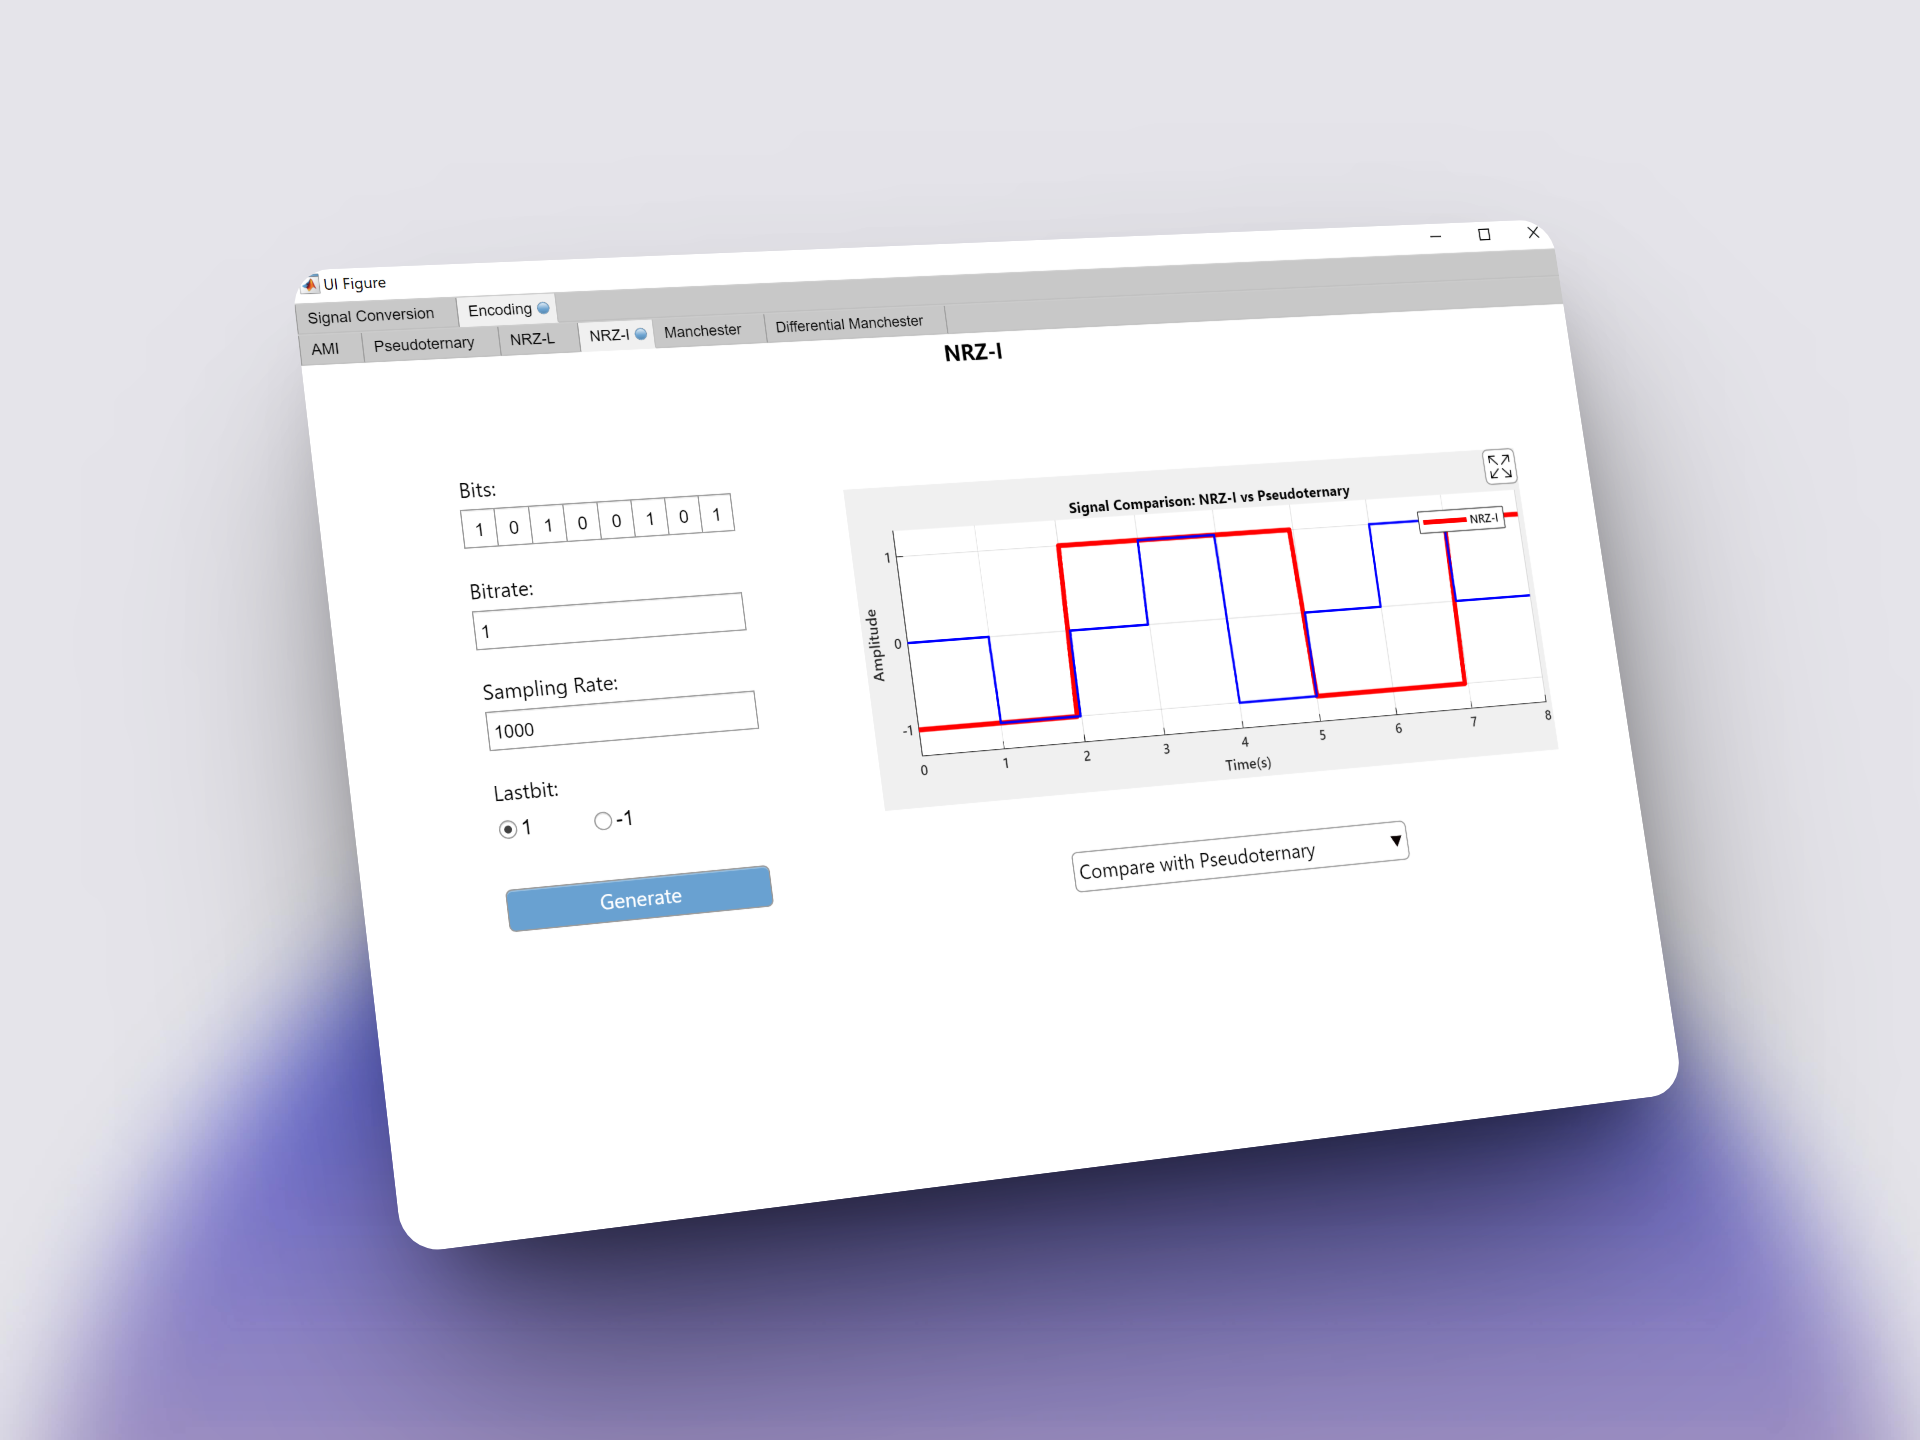 UI Figure
Signal Conversion Encoding
AMI Pseudoternary NRZ-L NRZ-I Manchester Differential Manchester
NRZ-I
Bits:
1 0 1 0 0 1 0 1
Bitrate:
1
Sampling Rate:
1000
Lastbit:
1 -1
Generate
Signal Comparison: NRZ-I vs Pseudoternary
NRZ-I
Amplitude
1
0
-1
0 1 2 3 4 5 6 7 8
Time(s)
Compare with Pseudoternary